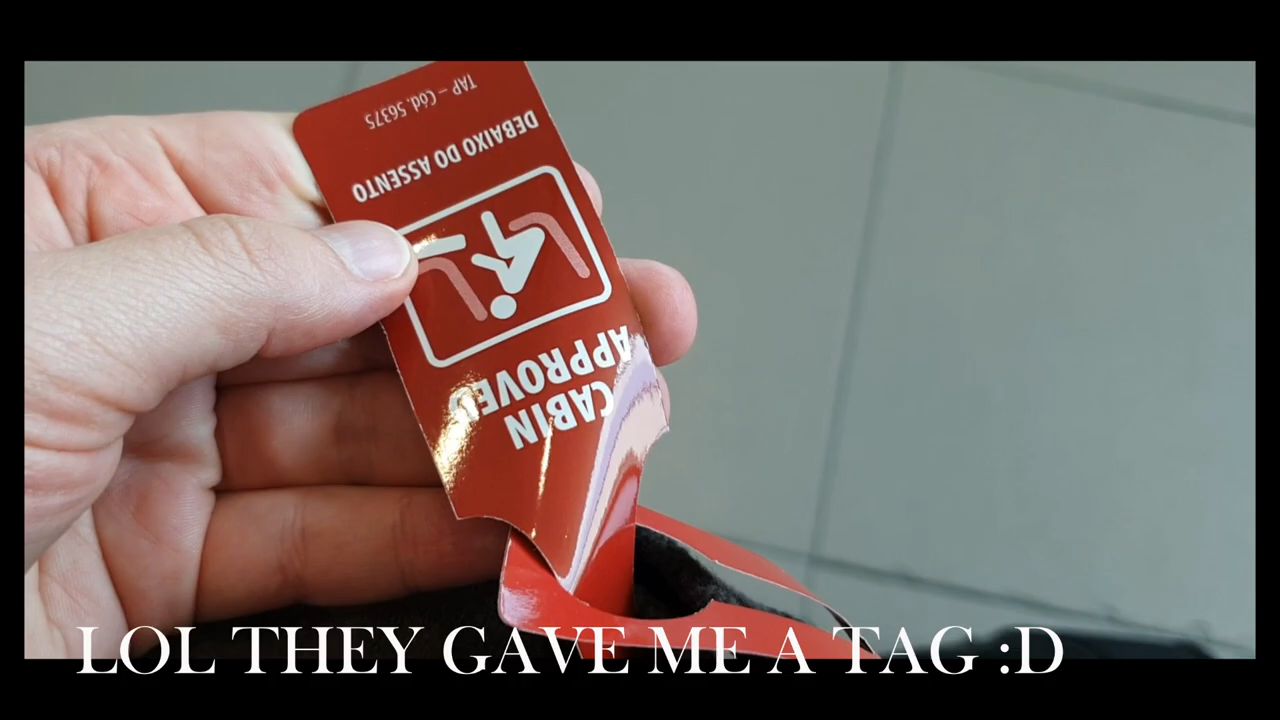 CABIN
APPROVED
DEBAIXO DO ASSENTO
TAP – Cód. 56375
LOL THEY GAVE ME A TAG :D